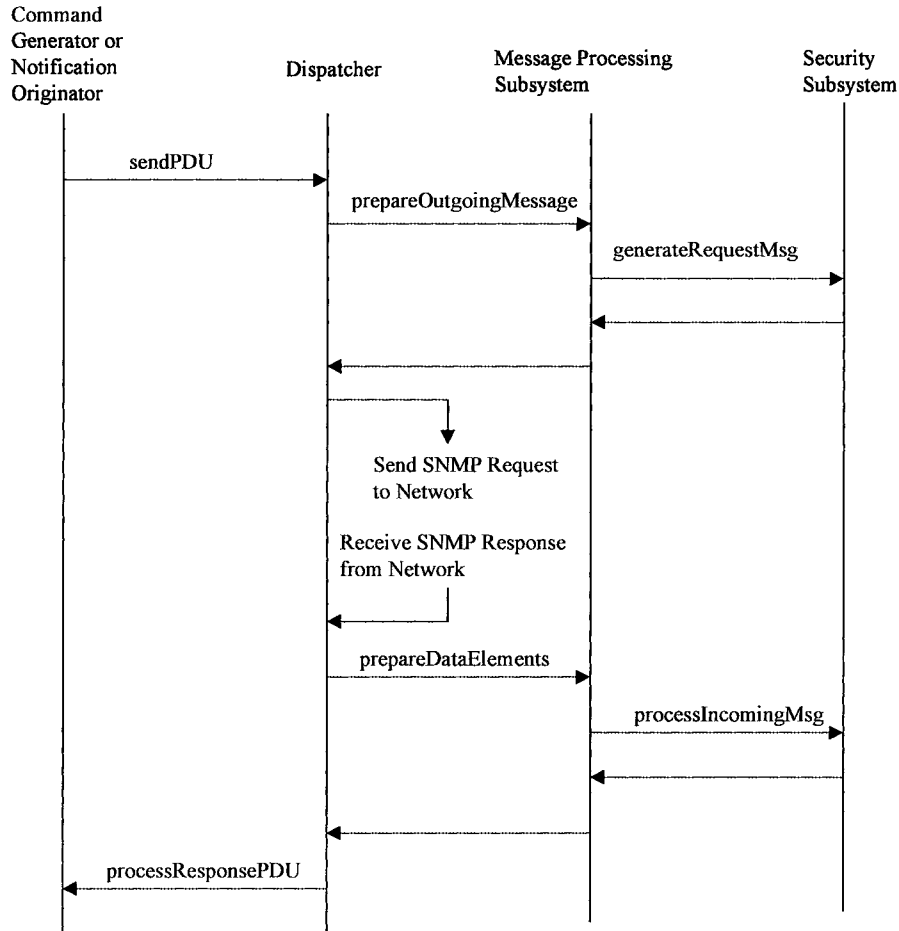 Command
Generator or
Notification
Originator
Dispatcher
Message Processing
Subsystem
Security
Subsystem
sendPDU
prepareOutgoingMessage
generateRequestMsg
Send SNMP Request
to Network
Receive SNMP Response
from Network
prepareDataElements
processIncomingMsg
processResponsePDU